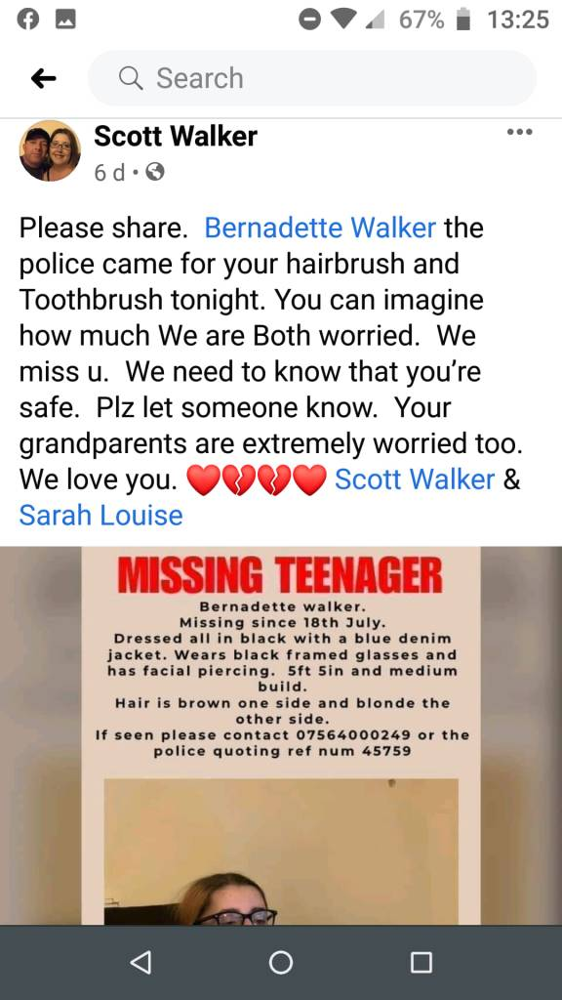 67% 13:25
Search
Scott Walker
6 d •
Please share. Bernadette Walker the
police came for your hairbrush and
Toothbrush tonight. You can imagine
how much We are Both worried. We
miss u. We need to know that you’re
safe. Plz let someone know. Your
grandparents are extremely worried too.
We love you. ❤️💔💔❤️ Scott Walker &
Sarah Louise
MISSING TEENAGER
Bernadette walker.
Missing since 18th July.
Dressed all in black with a blue denim
jacket. Wears black framed glasses and
has facial piercing. 5ft 5in and medium
build.
Hair is brown one side and blonde the
other side.
If seen please contact 07564000249 or the
police quoting ref num 45759